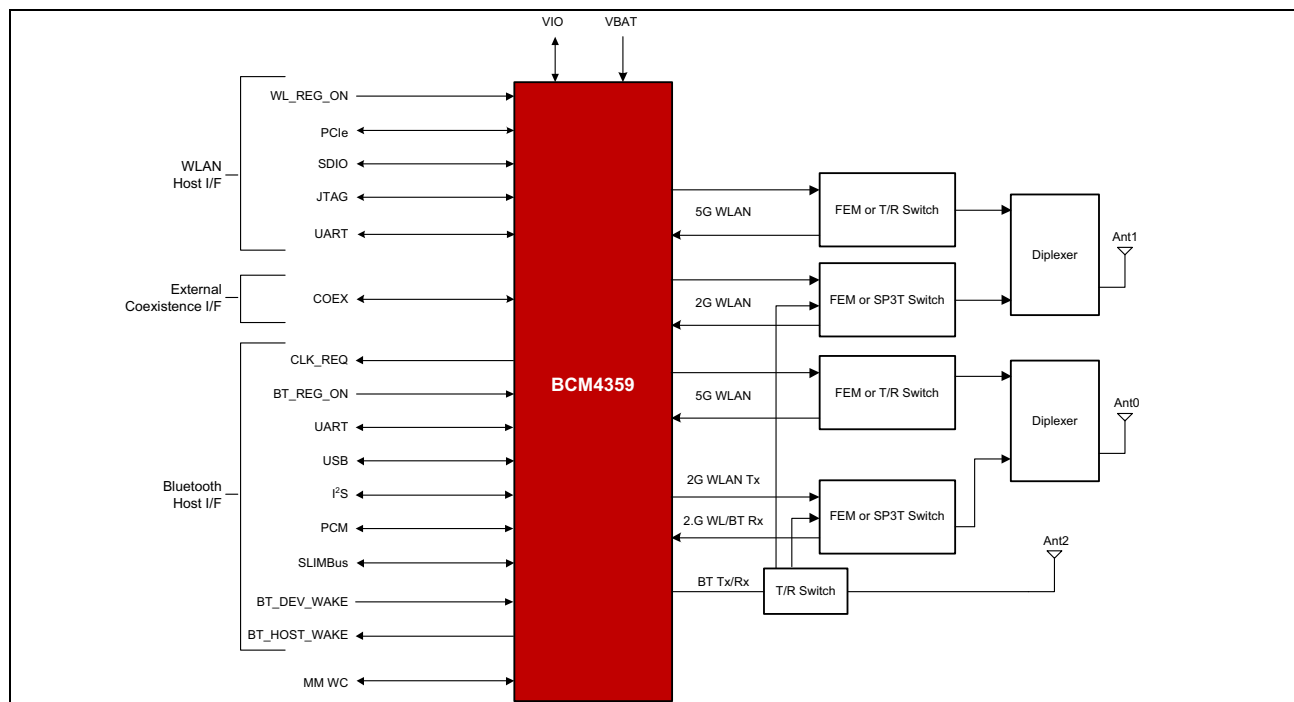 VIO
VBAT
WLAN
Host I/F
WL_REG_ON
PCIe
SDIO
JTAG
UART
External
Coexistence I/F
COEX
Bluetooth
Host I/F
CLK_REQ
BT_REG_ON
UART
USB
I²S
PCM
SLIMBus
BT_DEV_WAKE
BT_HOST_WAKE
MM WC
BCM4359
5G WLAN
FEM or T/R Switch
2G WLAN
FEM or SP3T Switch
Diplexer
Ant1
5G WLAN
FEM or T/R Switch
2G WLAN Tx
2.G WL/BT Rx
FEM or SP3T Switch
Diplexer
Ant0
BT Tx/Rx
T/R Switch
Ant2